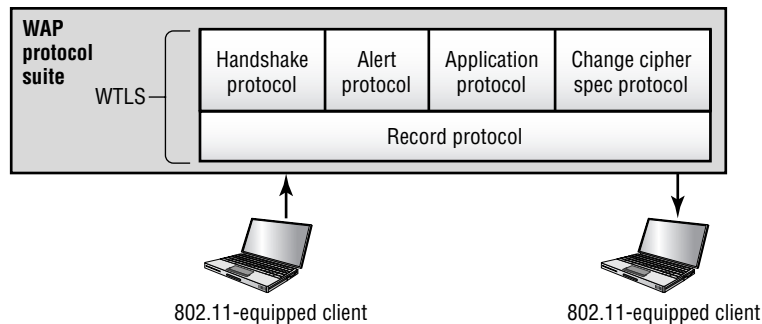 WAP
protocol
suite
WTLS
Handshake
protocol
Alert
protocol
Application
protocol
Change cipher
spec protocol
Record protocol
802.11-equipped client
802.11-equipped client